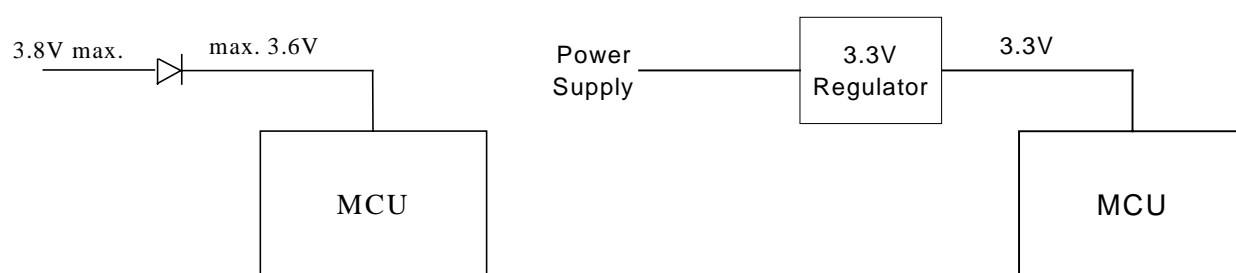 3.8V max.
max. 3.6V
MCU
Power
Supply
3.3V
Regulator
3.3V
MCU